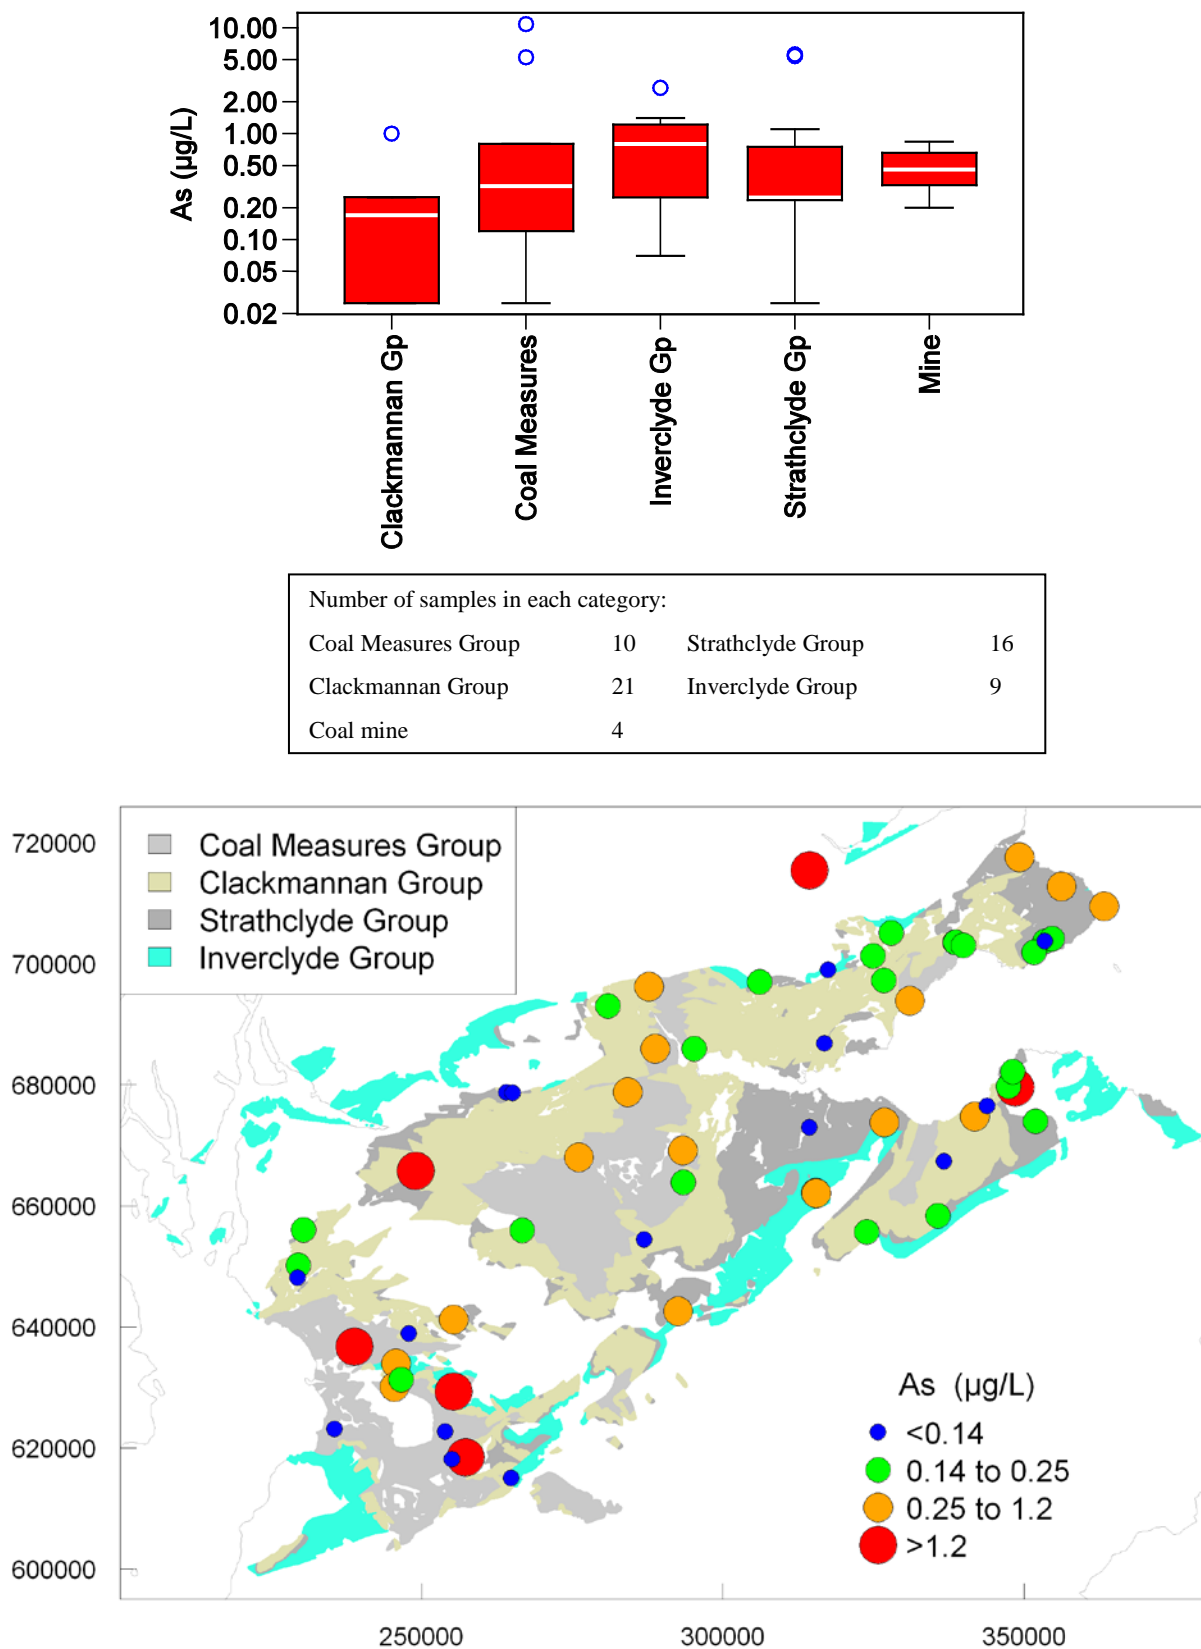 10.00
5.00
2.00
1.00
0.50
0.20
0.10
0.05
0.02
As (µg/L)
Clackmannan Gp
Coal Measures
Inverclyde Gp
Strathclyde Gp
Mine
Number of samples in each category:
Coal Measures Group 10 Strathclyde Group 16
Clackmannan Group 21 Inverclyde Group 9
Coal mine 4
720000
700000
680000
660000
640000
620000
600000
Coal Measures Group
Clackmannan Group
Strathclyde Group
Inverclyde Group
As (µg/L)
<0.14
0.14 to 0.25
0.25 to 1.2
>1.2
250000 300000 350000